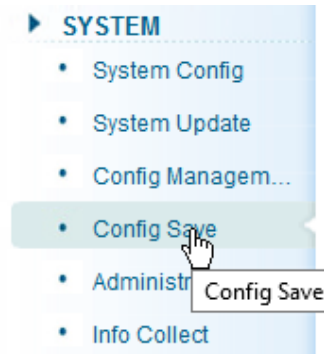 SYSTEM
System Config
System Update
Config Managem...
Config Save
Administr
Config Save
Info Collect